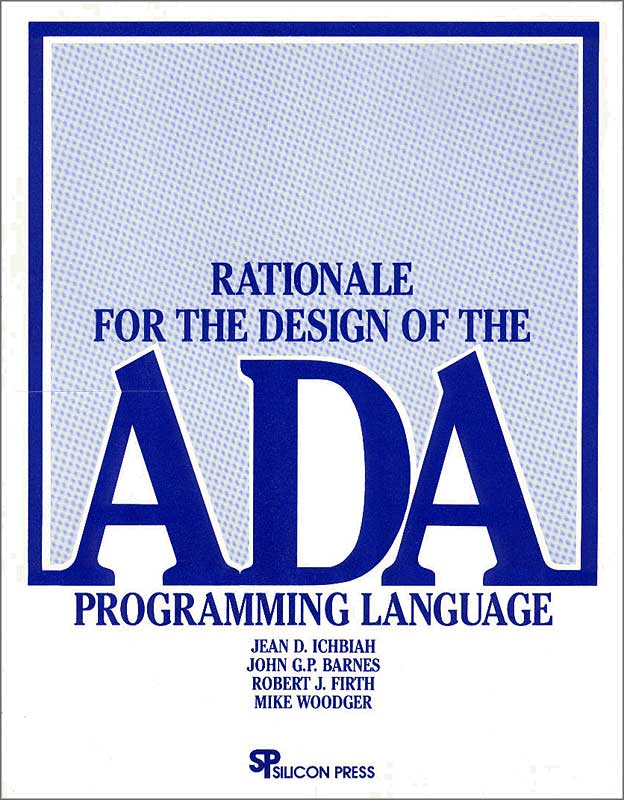 RATIONALE
FOR THE DESIGN OF THE
ADA
PROGRAMMING LANGUAGE
JEAN D. ICHBIAH
JOHN G.P. BARNES
ROBERT J. FIRTH
MIKE WOODGER
SP SILICON PRESS